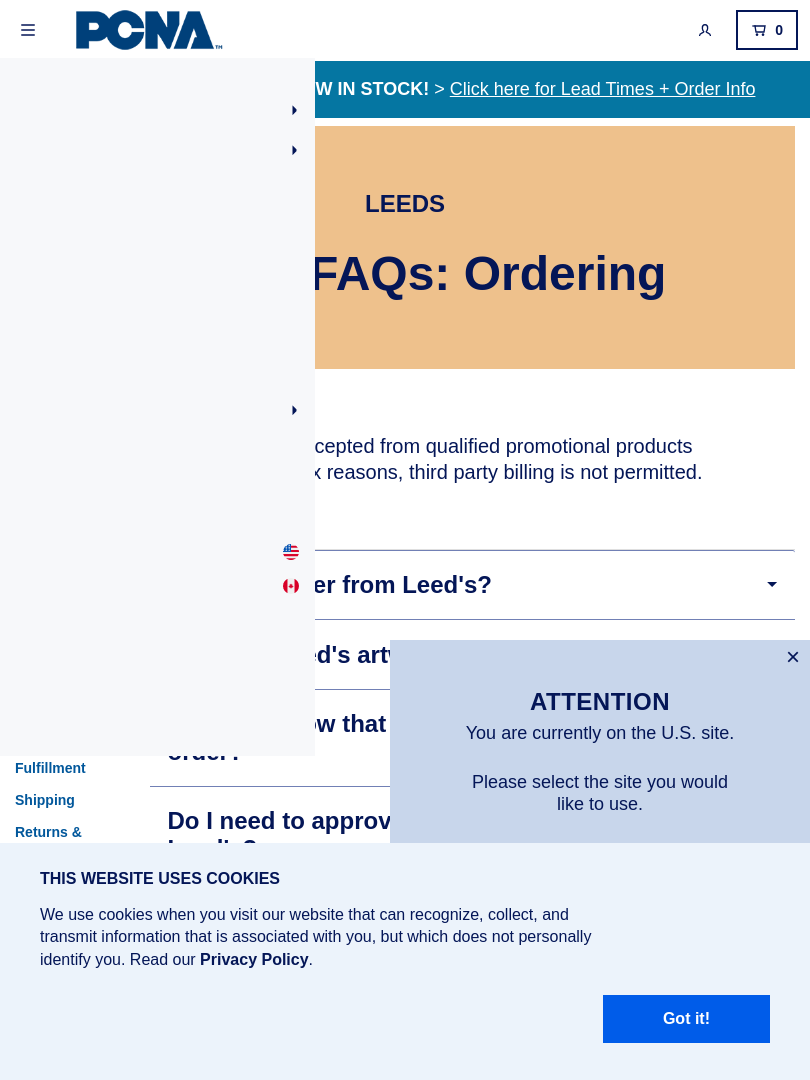 PCNA™
0
W IN STOCK! > Click here for Lead Times + Order Info
LEEDS
FAQs: Ordering
cepted from qualified promotional products
x reasons, third party billing is not permitted.
er from Leed's?
ed's artw
ow that
order?
Do I need to approv
Fulfillment
Shipping
Returns &
ATTENTION
You are currently on the U.S. site.
Please select the site you would
like to use.
THIS WEBSITE USES COOKIES
We use cookies when you visit our website that can recognize, collect, and
transmit information that is associated with you, but which does not personally
identify you. Read our Privacy Policy.
Got it!